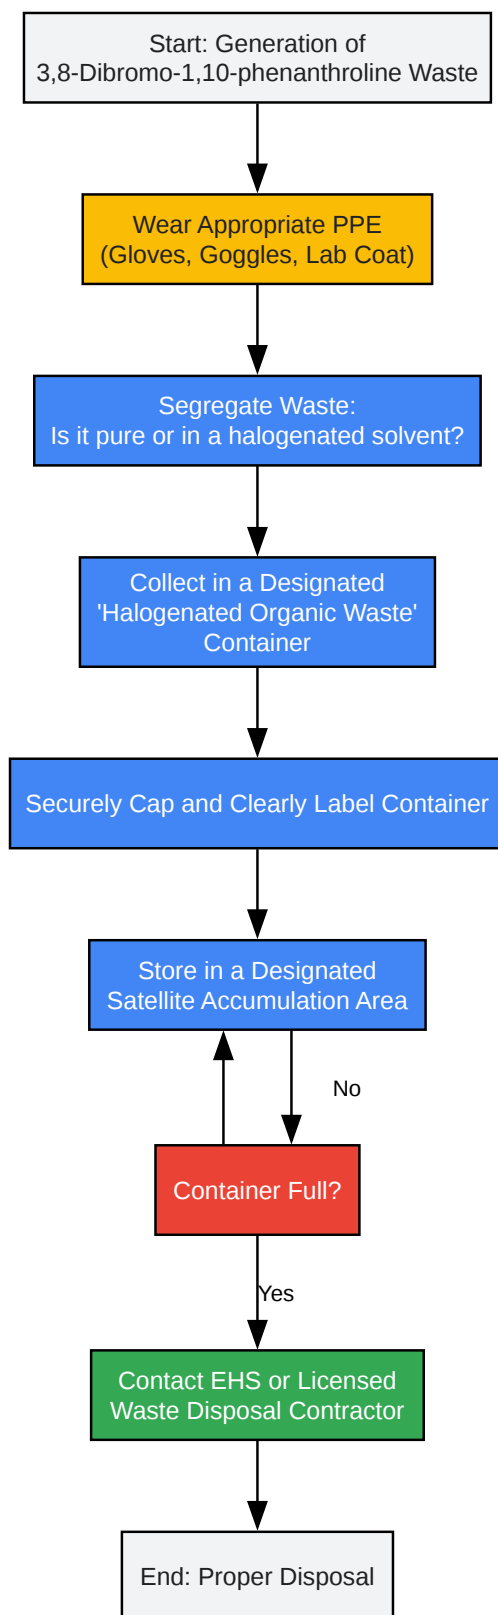 Start: Generation of
3,8-Dibromo-1,10-phenanthroline Waste
Wear Appropriate PPE
(Gloves, Goggles, Lab Coat)
Segregate Waste:
Is it pure or in a halogenated solvent?
Collect in a Designated
'Halogenated Organic Waste'
Container
Securely Cap and Clearly Label Container
Store in a Designated
Satellite Accumulation Area
No
Container Full?
Yes
Contact EHS or Licensed
Waste Disposal Contractor
End: Proper Disposal